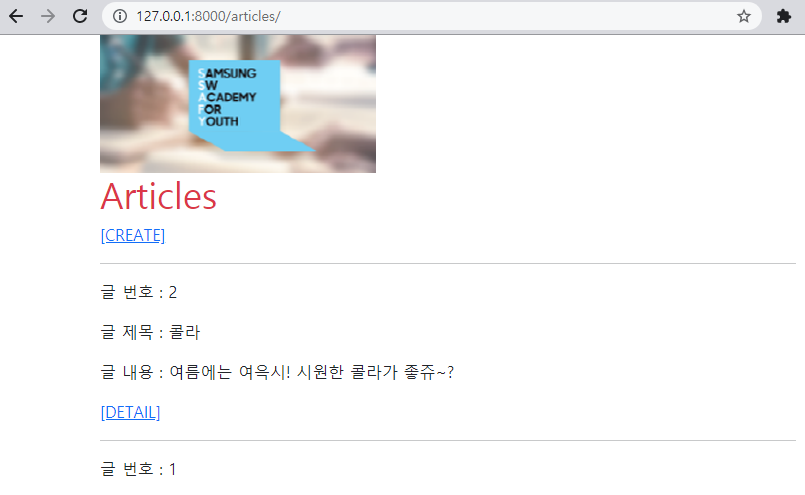 127.0.0.1:8000/articles/
SAMSUNG
SW
ACADEMY
FOR
YOUTH
Articles
[CREATE]
글 번호 : 2
글 제목 : 콜라
글 내용 : 여름에는 여윽시! 시원한 콜라가 좋쥬~?
[DETAIL]
글 번호 : 1